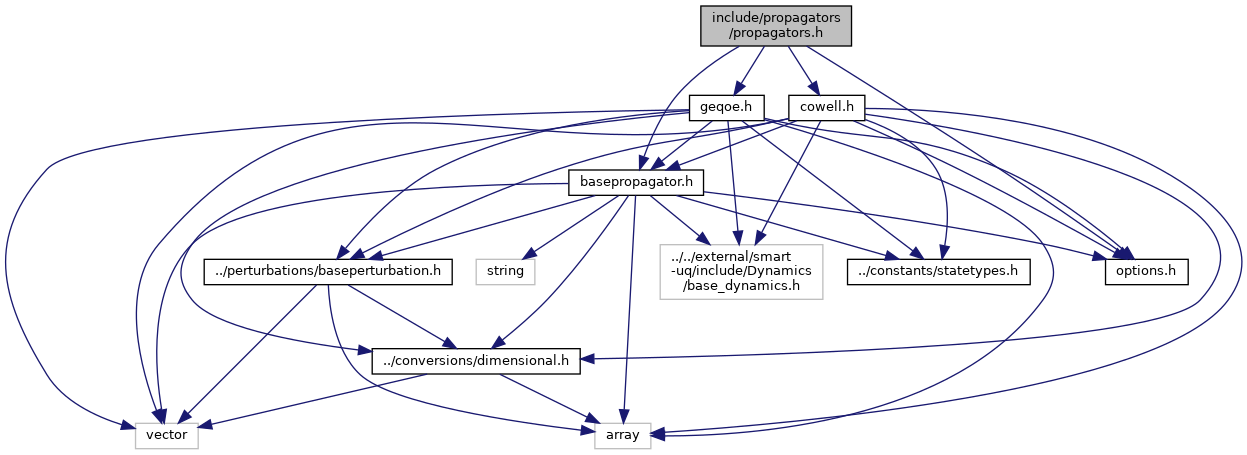 include/propagators
/propagators.h
geqoe.h
cowell.h
basepropagator.h
../perturbations/baseperturbation.h
string
../../external/smart
-uq/include/Dynamics
/base_dynamics.h
../constants/statetypes.h
options.h
../conversions/dimensional.h
vector
array